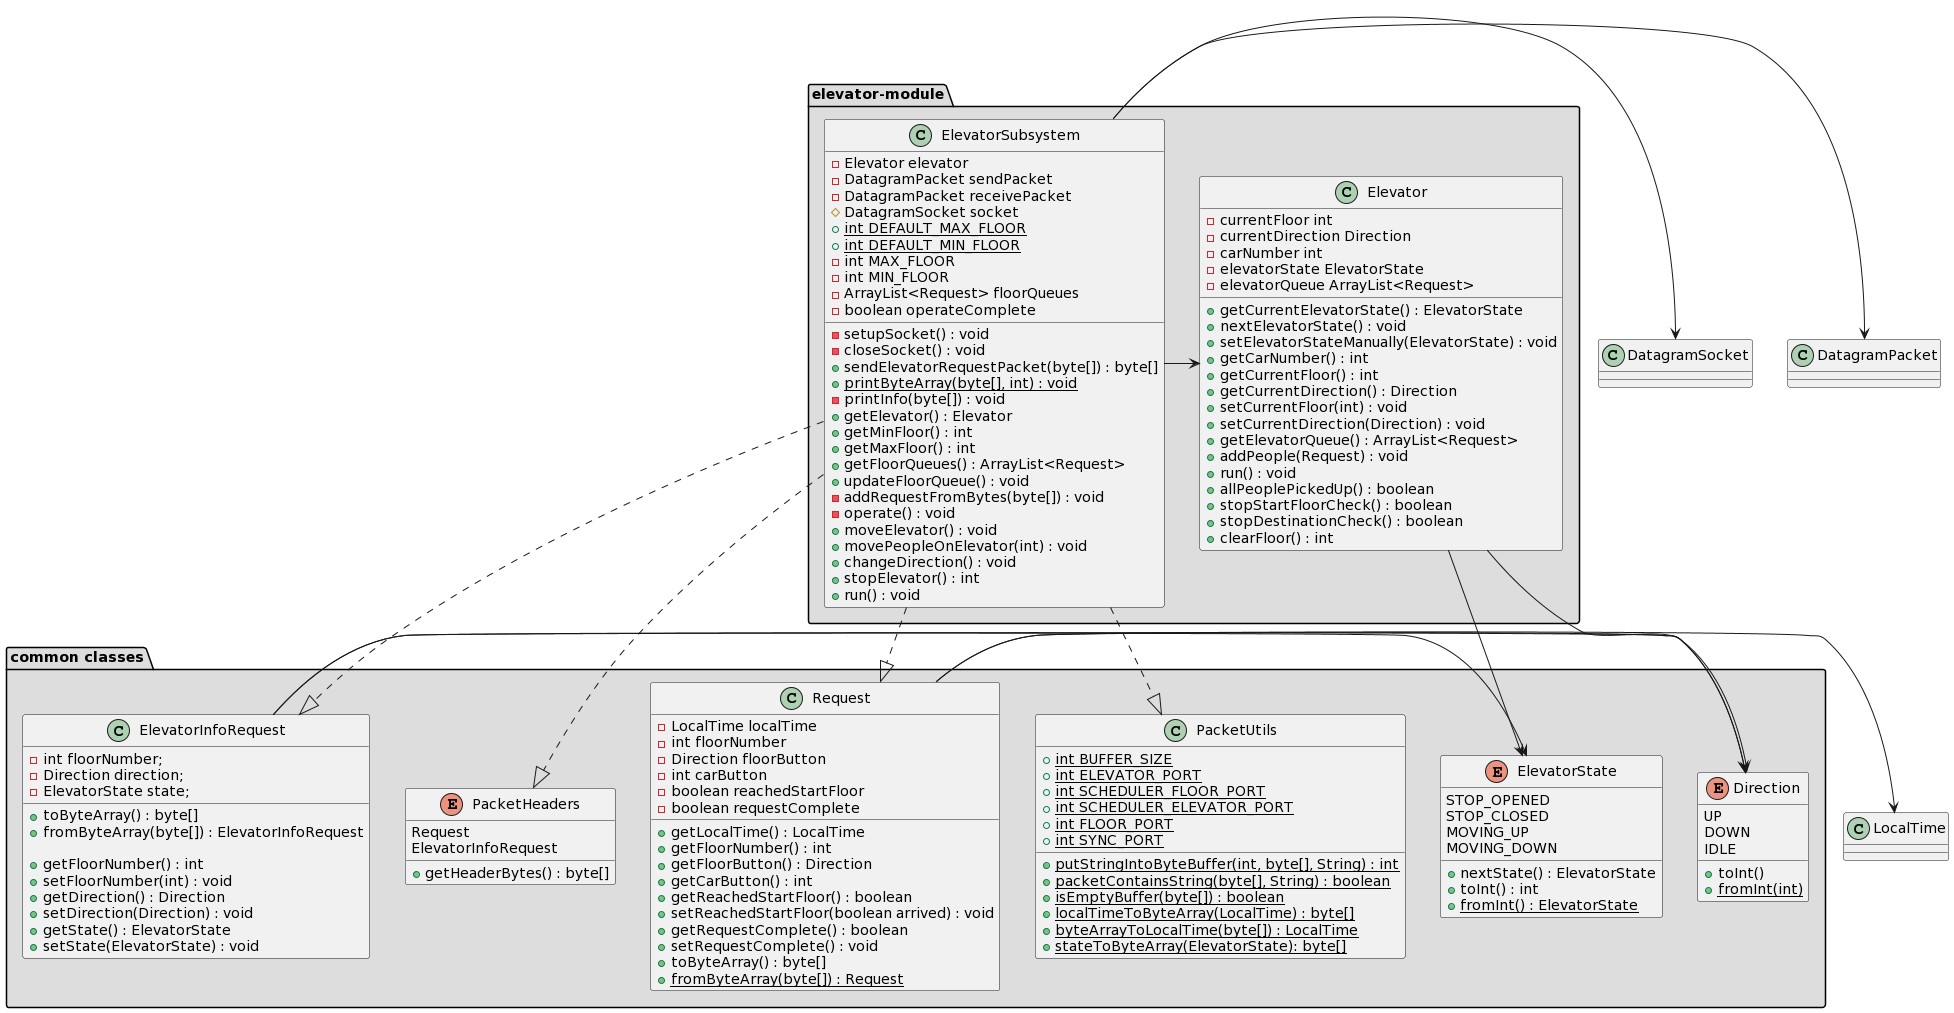 elevator-module
C ElevatorSubsystem
Elevator elevator
DatagramPacket sendPacket
DatagramPacket receivePacket
DatagramSocket socket
int DEFAULT_MAX_FLOOR
int DEFAULT_MIN_FLOOR
int MAX_FLOOR
int MIN_FLOOR
ArrayList<Request> floorQueues
boolean operateComplete
setupSocket() : void
closeSocket() : void
sendElevatorRequestPacket(byte[]) : byte[]
printByteArray(byte[], int) : void
printInfo(byte[]) : void
getElevator() : Elevator
getMinFloor() : int
getMaxFloor() : int
getFloorQueues() : ArrayList<Request>
updateFloorQueue() : void
addRequestFromBytes(byte[]) : void
operate() : void
moveElevator() : void
movePeopleOnElevator(int) : void
changeDirection() : void
stopElevator() : int
run() : void
C Elevator
currentFloor int
currentDirection Direction
carNumber int
elevatorState ElevatorState
elevatorQueue ArrayList<Request>
getCurrentElevatorState() : ElevatorState
nextElevatorState() : void
setElevatorStateManually(ElevatorState) : void
getCarNumber() : int
getCurrentFloor() : int
getCurrentDirection() : Direction
setCurrentFloor(int) : void
setCurrentDirection(Direction) : void
getElevatorQueue() : ArrayList<Request>
addPeople(Request) : void
run() : void
allPeoplePickedUp() : boolean
stopStartFloorCheck() : boolean
stopDestinationCheck() : boolean
clearFloor() : int
C DatagramSocket
C DatagramPacket
common classes
C ElevatorInfoRequest
int floorNumber;
Direction direction;
ElevatorState state;
toByteArray() : byte[]
fromByteArray(byte[]) : ElevatorInfoRequest
getFloorNumber() : int
setFloorNumber(int) : void
getDirection() : Direction
setDirection(Direction) : void
getState() : ElevatorState
setState(ElevatorState) : void
E PacketHeaders
Request
ElevatorInfoRequest
getHeaderBytes() : byte[]
C Request
LocalTime localTime
int floorNumber
Direction floorButton
int carButton
boolean reachedStartFloor
boolean requestComplete
getLocalTime() : LocalTime
getFloorNumber() : int
getFloorButton() : Direction
getCarButton() : int
getReachedStartFloor() : boolean
setReachedStartFloor(boolean arrived) : void
getRequestComplete() : boolean
setRequestComplete() : void
toByteArray() : byte[]
fromByteArray(byte[]) : Request
C PacketUtils
int BUFFER_SIZE
int ELEVATOR_PORT
int SCHEDULER_FLOOR_PORT
int SCHEDULER_ELEVATOR_PORT
int FLOOR_PORT
int SYNC_PORT
putStringIntoByteBuffer(int, byte[], String) : int
packetContainsString(byte[], String) : boolean
isEmptyBuffer(byte[]) : boolean
localTimeToByteArray(LocalTime) : byte[]
byteArrayToLocalTime(byte[]) : LocalTime
stateToByteArray(ElevatorState): byte[]
E ElevatorState
STOP_OPENED
STOP_CLOSED
MOVING_UP
MOVING_DOWN
nextState() : ElevatorState
toInt() : int
fromInt() : ElevatorState
E Direction
UP
DOWN
IDLE
toInt()
fromInt(int)
C LocalTime